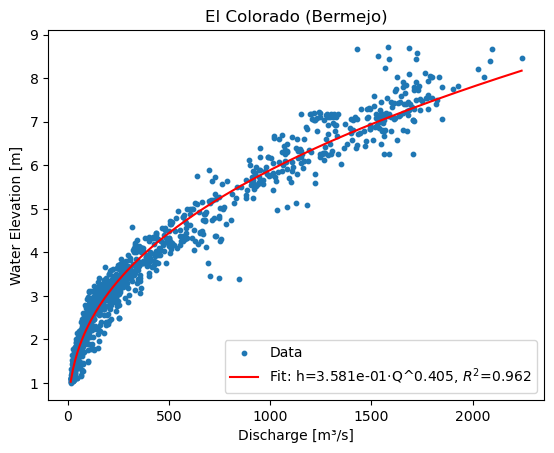 El Colorado (Bermejo)
9
8
7
6
5
4
3
2
1
Water Elevation [m]
Data
Fit: h=3.581e-01·Q^0.405, R²=0.962
0 500 1000 1500 2000
Discharge [m³/s]